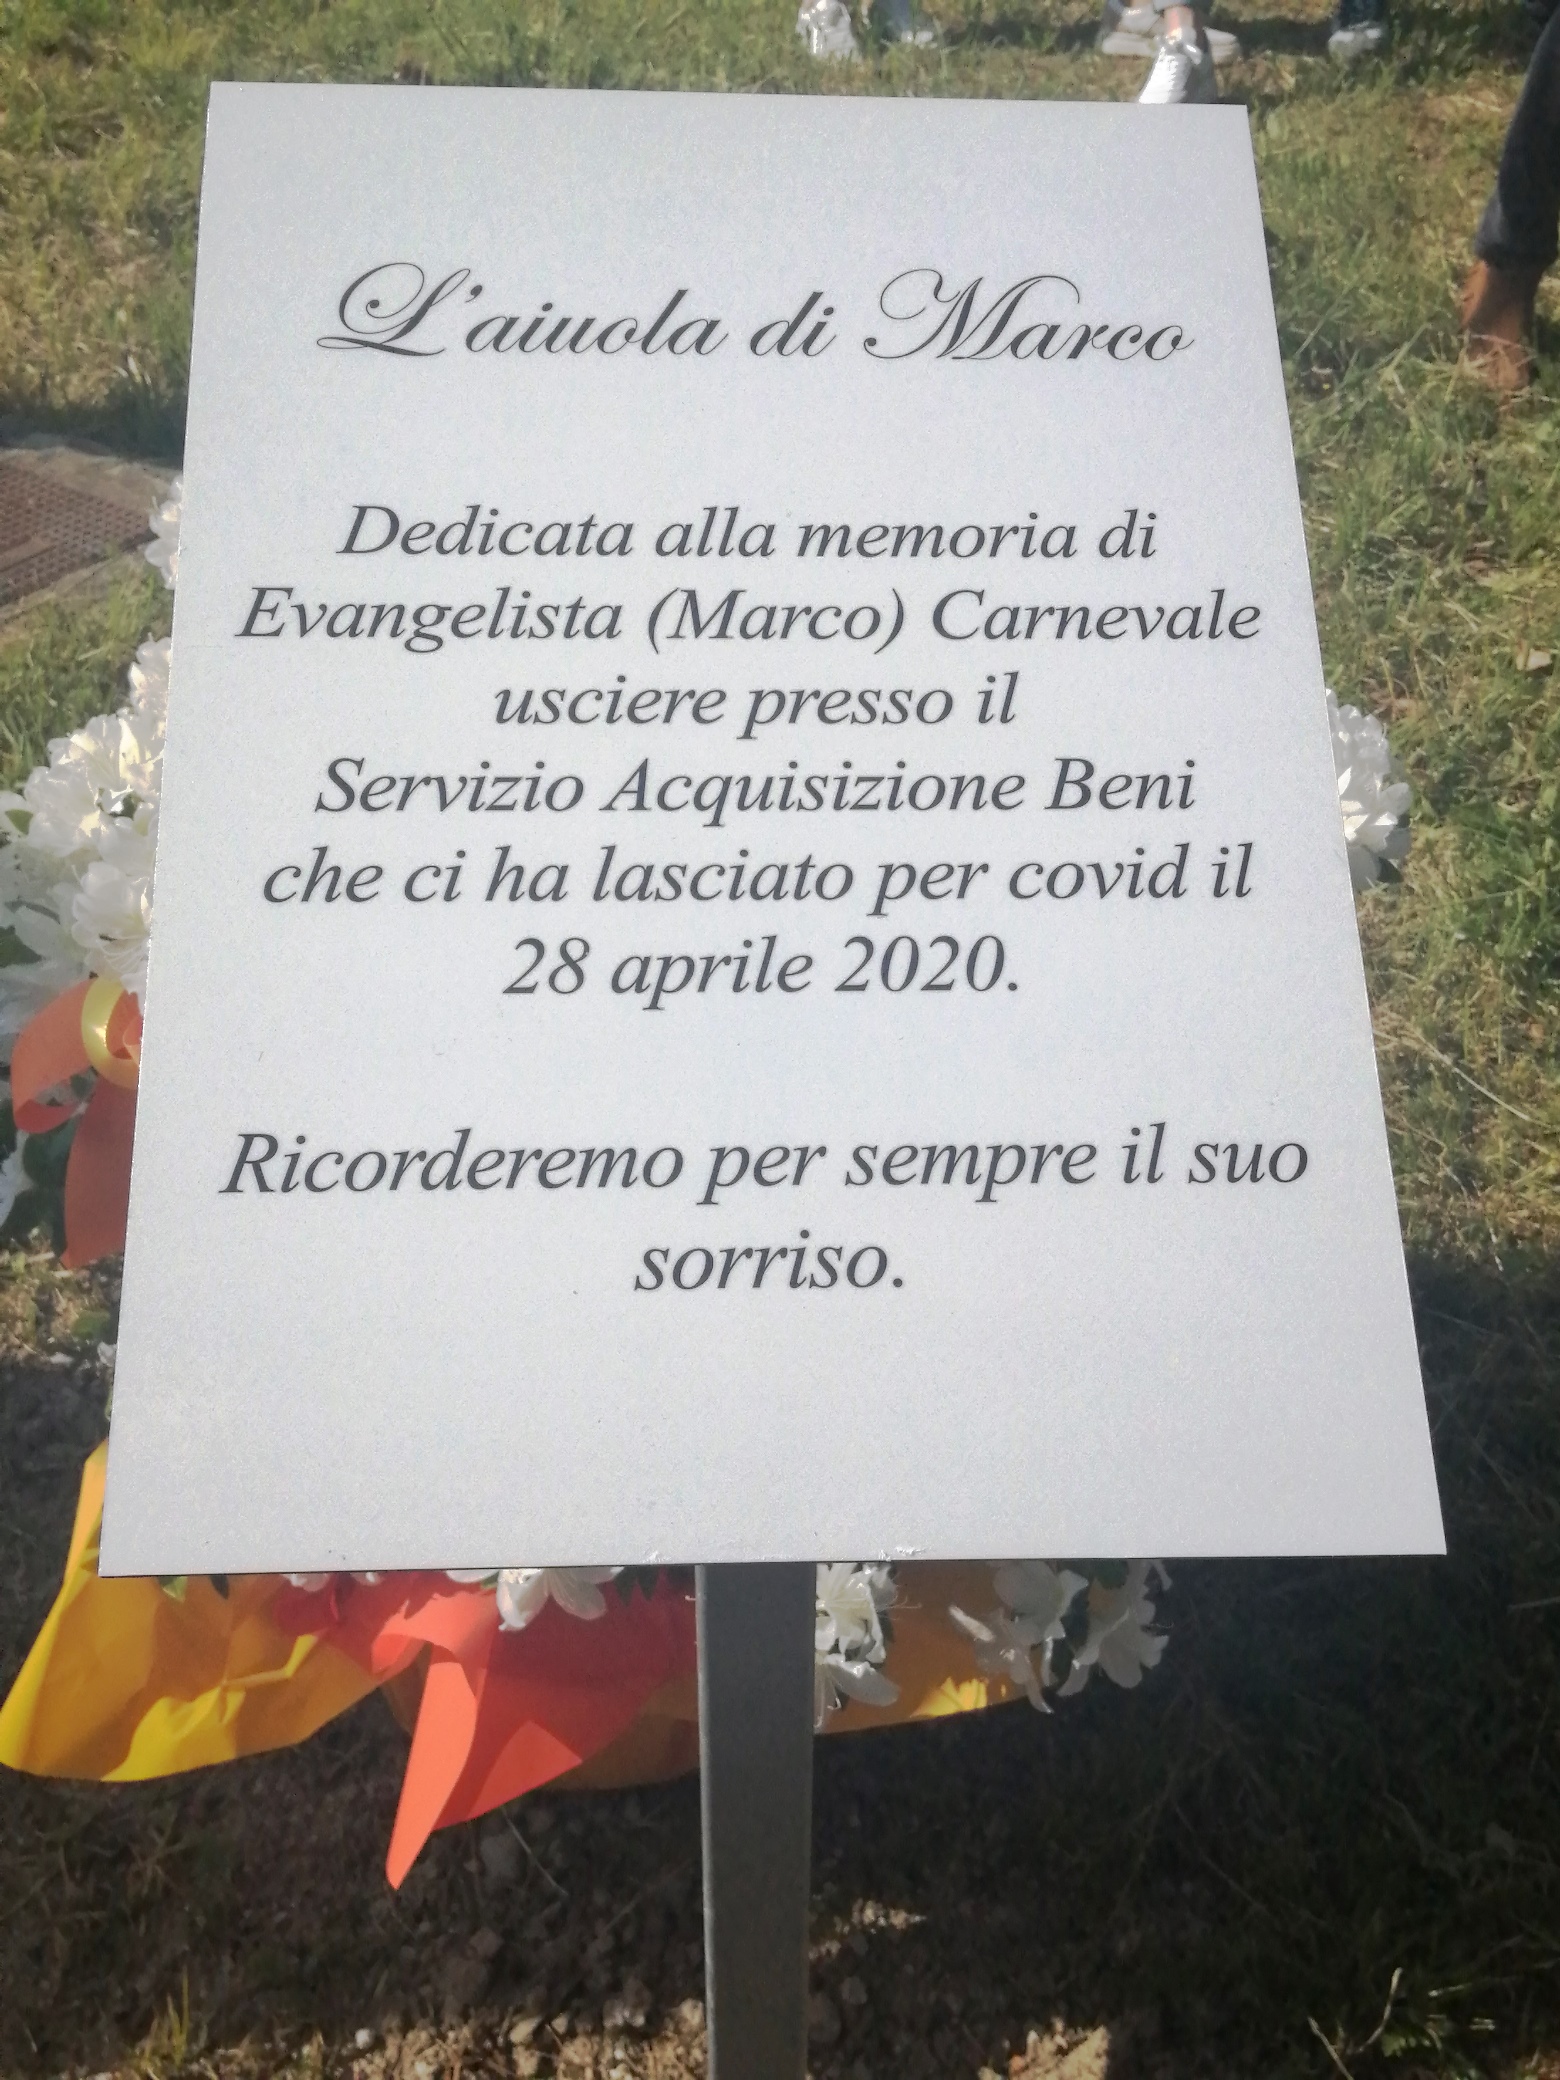 L'aiuola di Marco
Dedicata alla memoria di
Evangelista (Marco) Carnevale
usciere presso il
Servizio Acquisizione Beni
che ci ha lasciato per covid il
28 aprile 2020.
Ricorderemo per sempre il suo
sorriso.